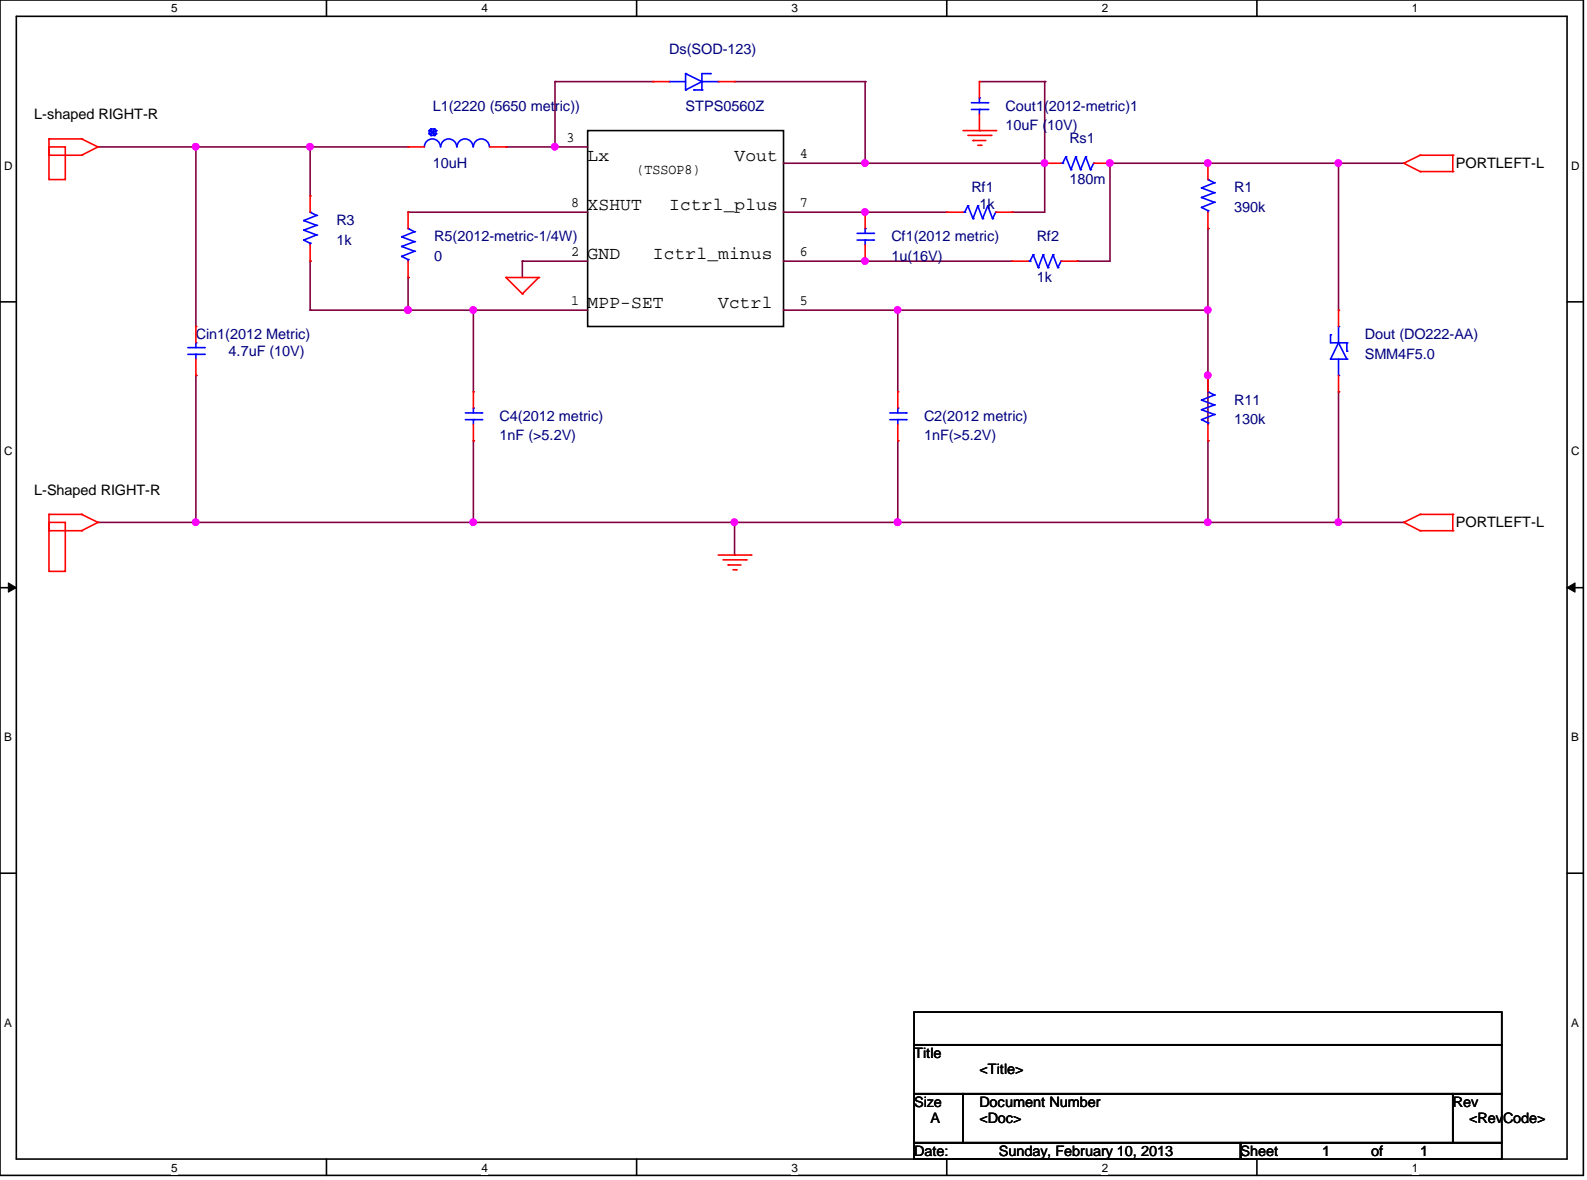 5 4 3 2 1
Ds(SOD-123)
STPS0560Z
L1(2220 (5650 metric))
10uH
Cout1(2012-metric)1
10uF (10V)
L-shaped RIGHT-R
D
D
3
Lx
Vout
4
(TSSOP8)
Rs1
180m
PORTLEFT-L
R1
390k
Rf1
1k
8
XSHUT
Ictrl_plus
7
R3
1k
R5(2012-metric-1/4W)
0
Cf1(2012 metric)
1u(16V)
Rf2
1k
2
GND
Ictrl_minus
6
1
MPP-SET
Vctrl
5
Cin1(2012 Metric)
4.7uF (10V)
Dout (DO222-AA)
SMM4F5.0
C4(2012 metric)
1nF (>5.2V)
C2(2012 metric)
1nF(>5.2V)
R11
130k
C
C
L-Shaped RIGHT-R
PORTLEFT-L
B
B
A
A
Title
<Title>
Size
A
Document Number
<Doc>
Rev
<RevCode>
Date:
Sunday, February 10, 2013
Sheet 1 of 1
5 4 3 2 1